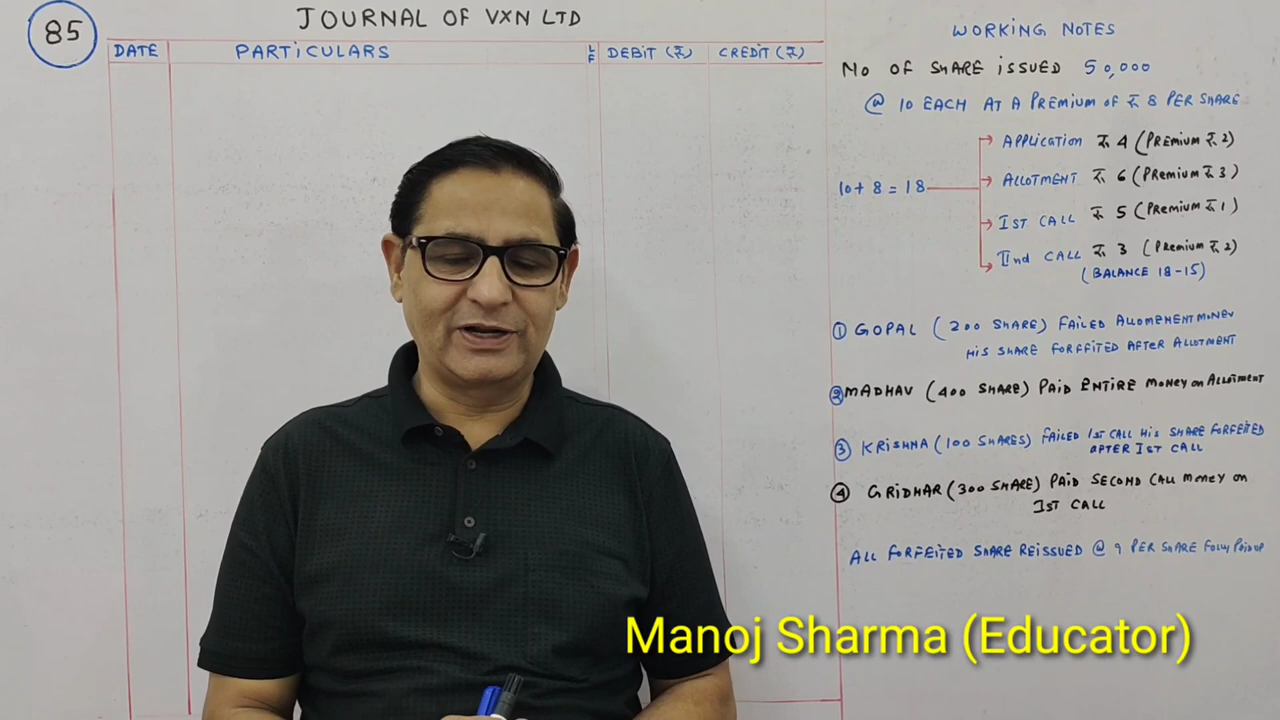 85
JOURNAL OF VXN LTD
DATE PARTICULARS L F DEBIT (₹) CREDIT (₹)
WORKING NOTES
NO OF SHARE ISSUED 50,000
@ 10 EACH AT A PREMIUM OF ₹ 8 PER SHARE
10 + 8 = 18
APPLICATION ₹ 4 (PREMIUM ₹ 2)
ALLOTMENT ₹ 6 (PREMIUM ₹ 3)
IST CALL ₹ 5 (PREMIUM ₹ 1)
IInd CALL ₹ 3 (PREMIUM ₹ 2)
(BALANCE 18-15)
① GOPAL (200 SHARE) FAILED ALLOMENMENT MONEY
HIS SHARE FORFFITED AFTER ALLOTMENT
② MADHAV (400 SHARE) PAID ENTIRE MONEY on ALLOTMENT
③ KRISHNA (100 SHARES) FAILED IST CALL HIS SHARE FORFEITED
AFTER IST CALL
④ GRIDHAR (300 SHARE) PAID SECOND CALL MONEY ON
IST CALL
ALL FORFEITED SHARE REISSUED @ 9 PER SHARE FULLY PAID UP
Manoj Sharma (Educator)